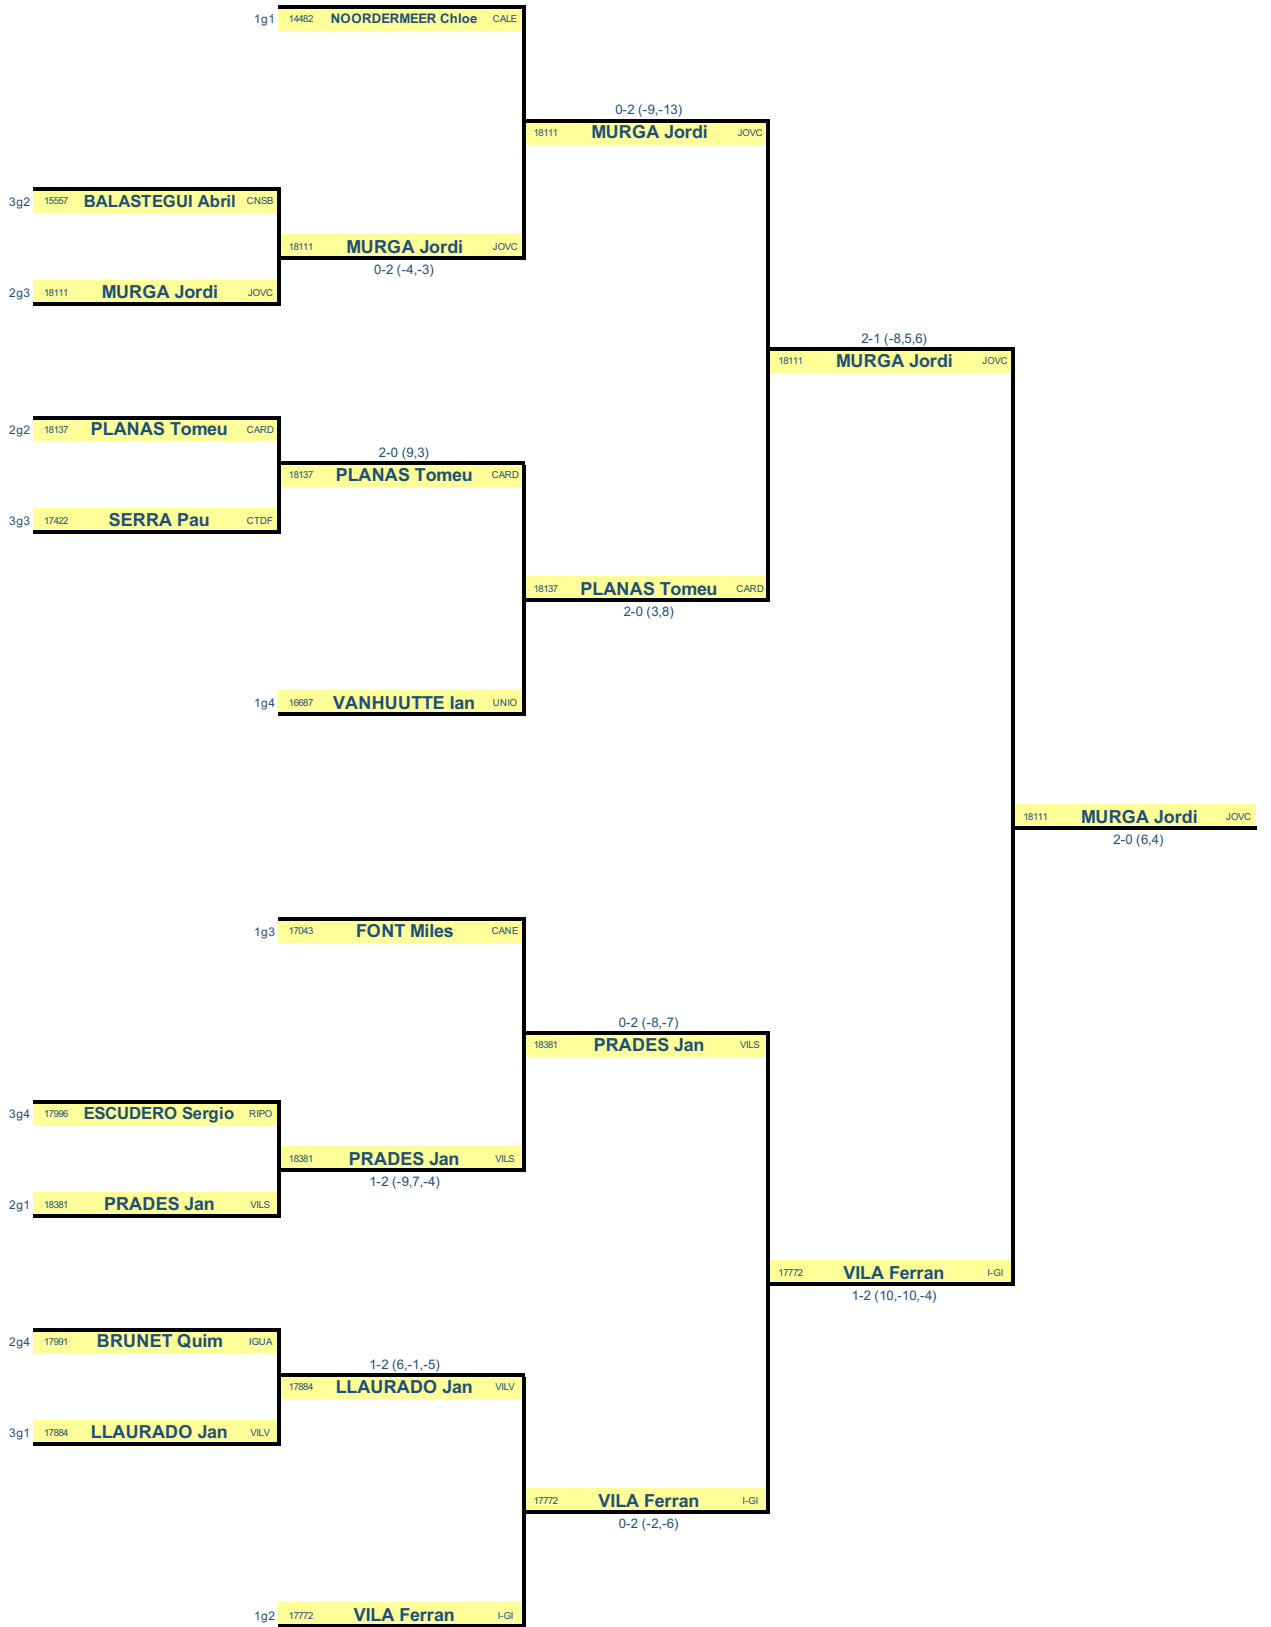 1g1 14482 NOORDERMEER Chloe CALE
0-2 (-9,-13)
18111 MURGA Jordi JOVC
3g2 15557 BALASTEGUI Abril CNSB
18111 MURGA Jordi JOVC
0-2 (-4,-3)
2g3 18111 MURGA Jordi JOVC
2-1 (-8,5,6)
18111 MURGA Jordi JOVC
2g2 18137 PLANAS Tomeu CARD
2-0 (9,3)
18137 PLANAS Tomeu CARD
3g3 17422 SERRA Pau CTDF
18137 PLANAS Tomeu CARD
2-0 (3,8)
1g4 16687 VANHUUTTE Ian UNIO
18111 MURGA Jordi JOVC
2-0 (6,4)
1g3 17043 FONT Miles CANE
0-2 (-8,-7)
18381 PRADES Jan VILS
3g4 17996 ESCUDERO Sergio RIPO
18381 PRADES Jan VILS
1-2 (-9,7,-4)
2g1 18381 PRADES Jan VILS
17772 VILA Ferran I-GI
1-2 (10,-10,-4)
2g4 17991 BRUNET Quim IGUA
1-2 (6,-1,-5)
17884 LLAURADO Jan VILV
3g1 17884 LLAURADO Jan VILV
17772 VILA Ferran I-GI
0-2 (-2,-6)
1g2 17772 VILA Ferran I-GI